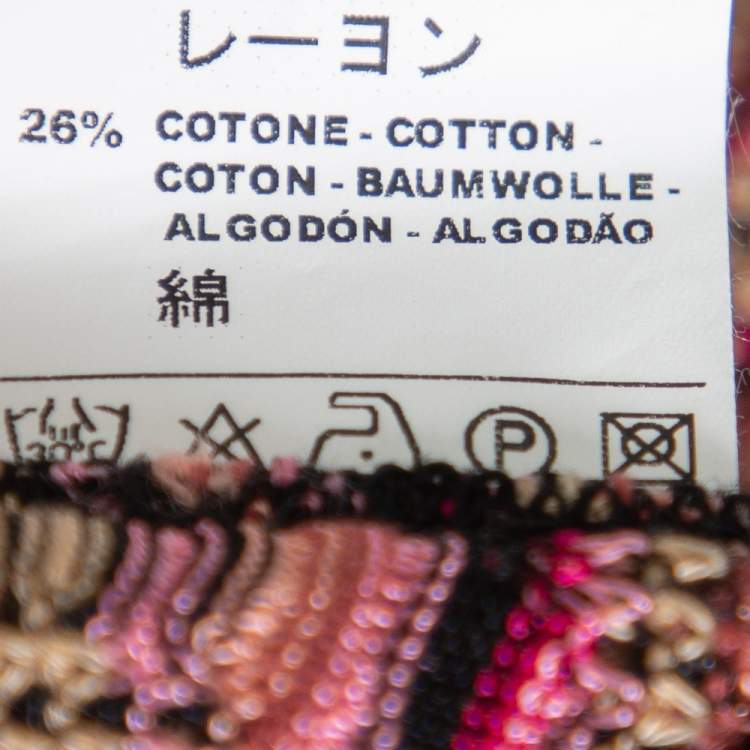 レーヨン
26% COTONE - COTTON -
COTON - BAUMWOLLE -
ALGODÓN - ALGODÃO
綿
30°C P